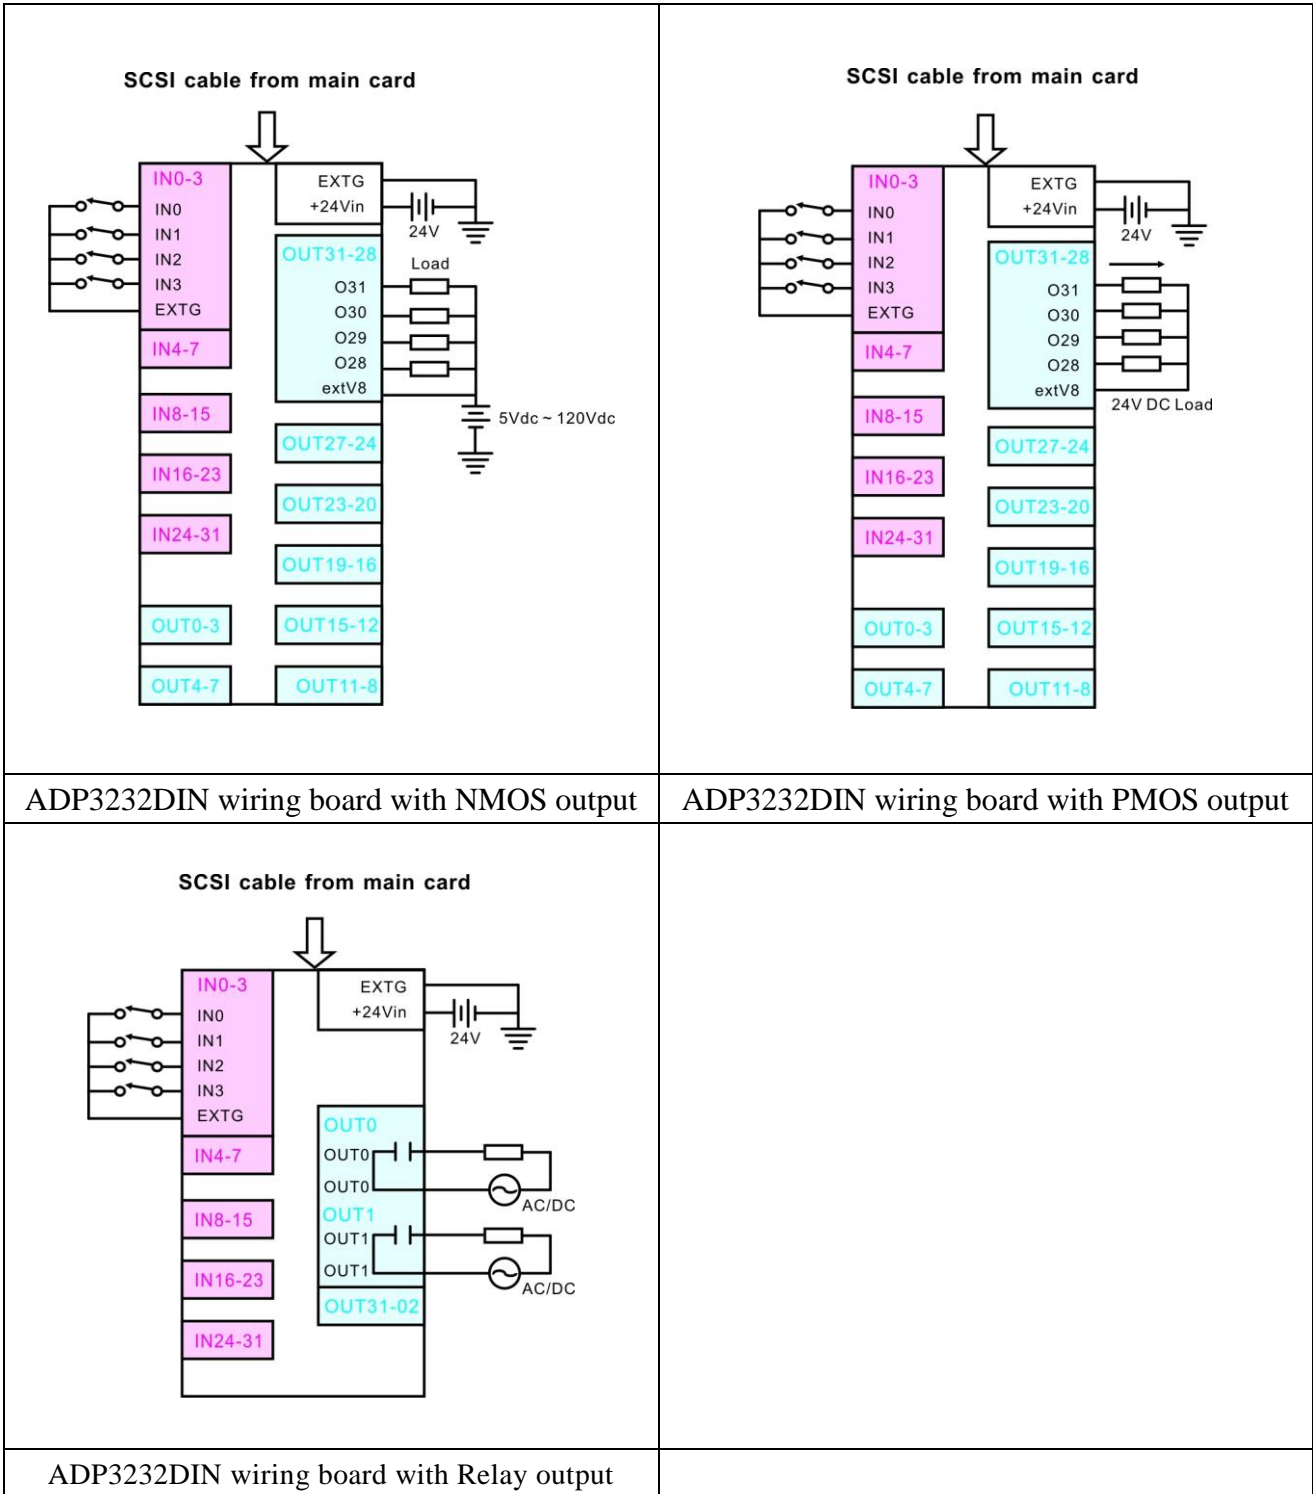 SCSI cable from main card
IN0-3
IN0
IN1
IN2
IN3
EXTG
IN4-7
IN8-15
IN16-23
IN24-31
OUT0-3
OUT4-7
EXTG
+24Vin
24V
OUT31-28
Load
O31
O30
O29
O28
extV8
5Vdc ~ 120Vdc
OUT27-24
OUT23-20
OUT19-16
OUT15-12
OUT11-8
ADP3232DIN wiring board with NMOS output
SCSI cable from main card
IN0-3
IN0
IN1
IN2
IN3
EXTG
IN4-7
IN8-15
IN16-23
IN24-31
OUT0-3
OUT4-7
EXTG
+24Vin
24V
OUT31-28
O31
O30
O29
O28
extV8
24V DC Load
OUT27-24
OUT23-20
OUT19-16
OUT15-12
OUT11-8
ADP3232DIN wiring board with PMOS output
SCSI cable from main card
IN0-3
IN0
IN1
IN2
IN3
EXTG
IN4-7
IN8-15
IN16-23
IN24-31
EXTG
+24Vin
24V
OUT0
OUT0
OUT0
AC/DC
OUT1
OUT1
OUT1
AC/DC
OUT31-02
ADP3232DIN wiring board with Relay output